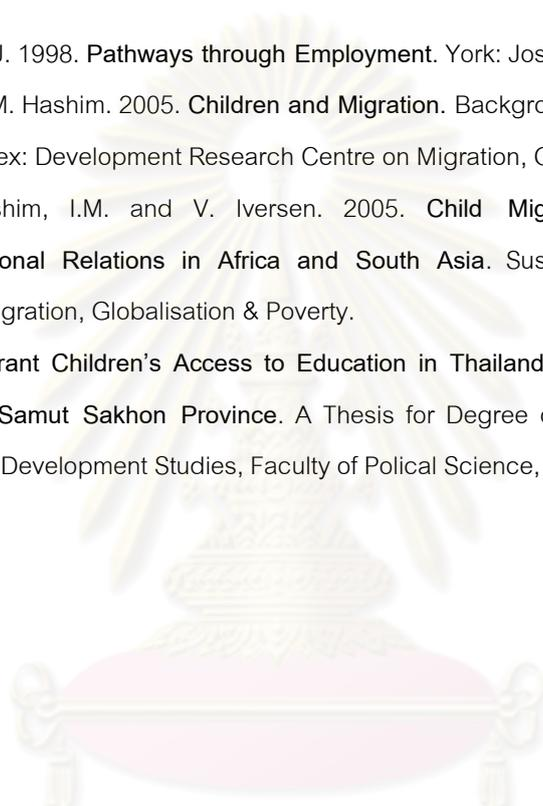 J. 1998. Pathways through Employment. York: Jos
M. Hashim. 2005. Children and Migration. Backgro
ex: Development Research Centre on Migration, G
shim, I.M. and V. Iversen. 2005. Child Mig
onal Relations in Africa and South Asia. Sus
gration, Globalisation & Poverty.
rant Children's Access to Education in Thailand
Samut Sakhon Province. A Thesis for Degree o
Development Studies, Faculty of Polical Science,